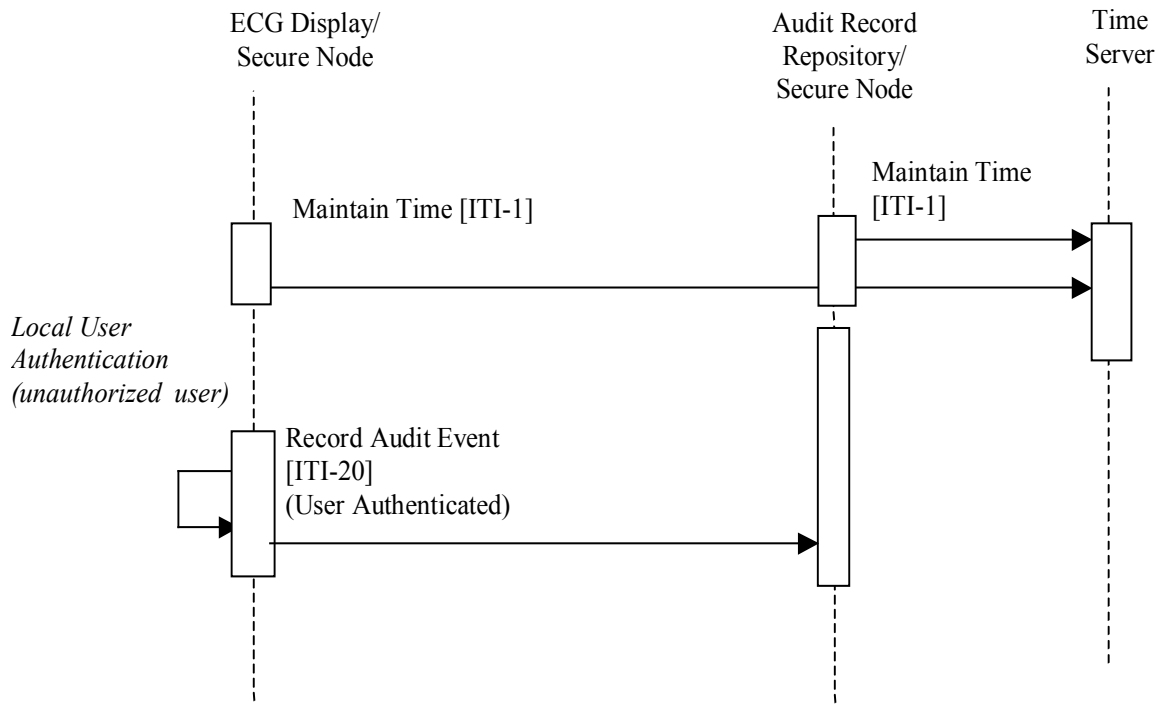 ECG Display/
Secure Node
Audit Record
Repository/
Secure Node
Time
Server
Maintain Time [ITI-1]
Maintain Time
[ITI-1]
Local User
Authentication
(unauthorized user)
Record Audit Event
[ITI-20]
(User Authenticated)